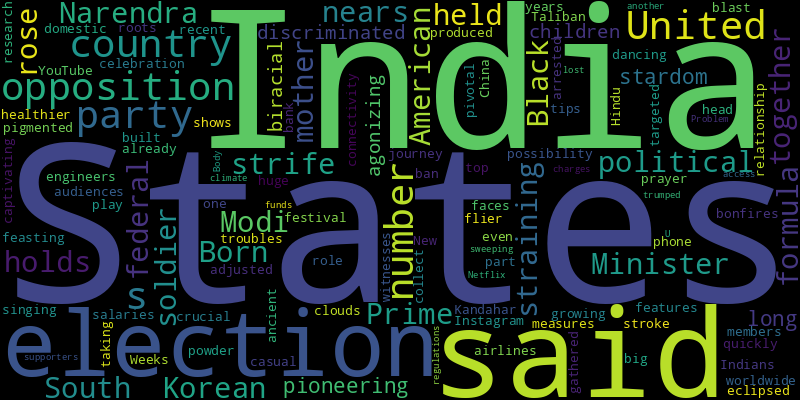 research
rose
domestic
Narendra
roots
recent
YouTube
country
celebration
opposition
healthier
pigmented
party
shows
built
already
India
nears
discriminated
biracial
mother
bank
connectivity
agonizing
held
American
pivotal
China
years
Taliban
produced
another
blast
children
Black
arrested
tips
lost
United
dancing
stardom
Hindu
targeted
head
Problem
together
relationship
captivating
engineers
audiences
play
feasting
holds
singing
States
federal
soldier
s
Body
climate
strife
huge
one
funds
Modi
festival
troubles
Born
adjusted
role
journey
ban
top
number
witnesses
New
collect
faces
flier
even
sweeping
part
Netflix
Kandahar
Instagram
possibility
charges
straining
political
prayer
access
trumped
formula
bonfires
u
phone
Minister
election
salaries
crucial
ancient
clouds
Prime
taking
Weeks
powder
casual
supporters
South
Korean
pioneering
regulations
said
airlines
measures
growing
gathered
stroke
features
big
long
members
quickly
Indians
worldwide
eclipsed